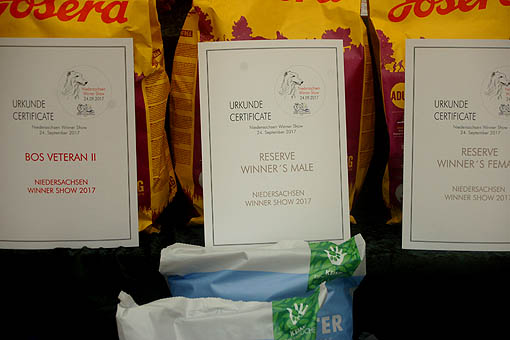 Josera
Josera
URKUNDE
CERTIFICATE
Niedersachsen Winner Show
24. September 2017
BOS VETERAN II
NIEDERSACHSEN
WINNER SHOW 2017
Niedersachsen
Winner Show
24.09.2017
URKUNDE
CERTIFICATE
Niedersachsen Winner Show
24. September 2017
RESERVE
WINNER´S MALE
NIEDERSACHSEN
WINNER SHOW 2017
URKUNDE
CERTIFICATE
Niedersachsen Winner Show
24. September 2017
RESERVE
WINNER´S FEMA
NIEDERSACHSEN
WINNER SHOW 2017
TER